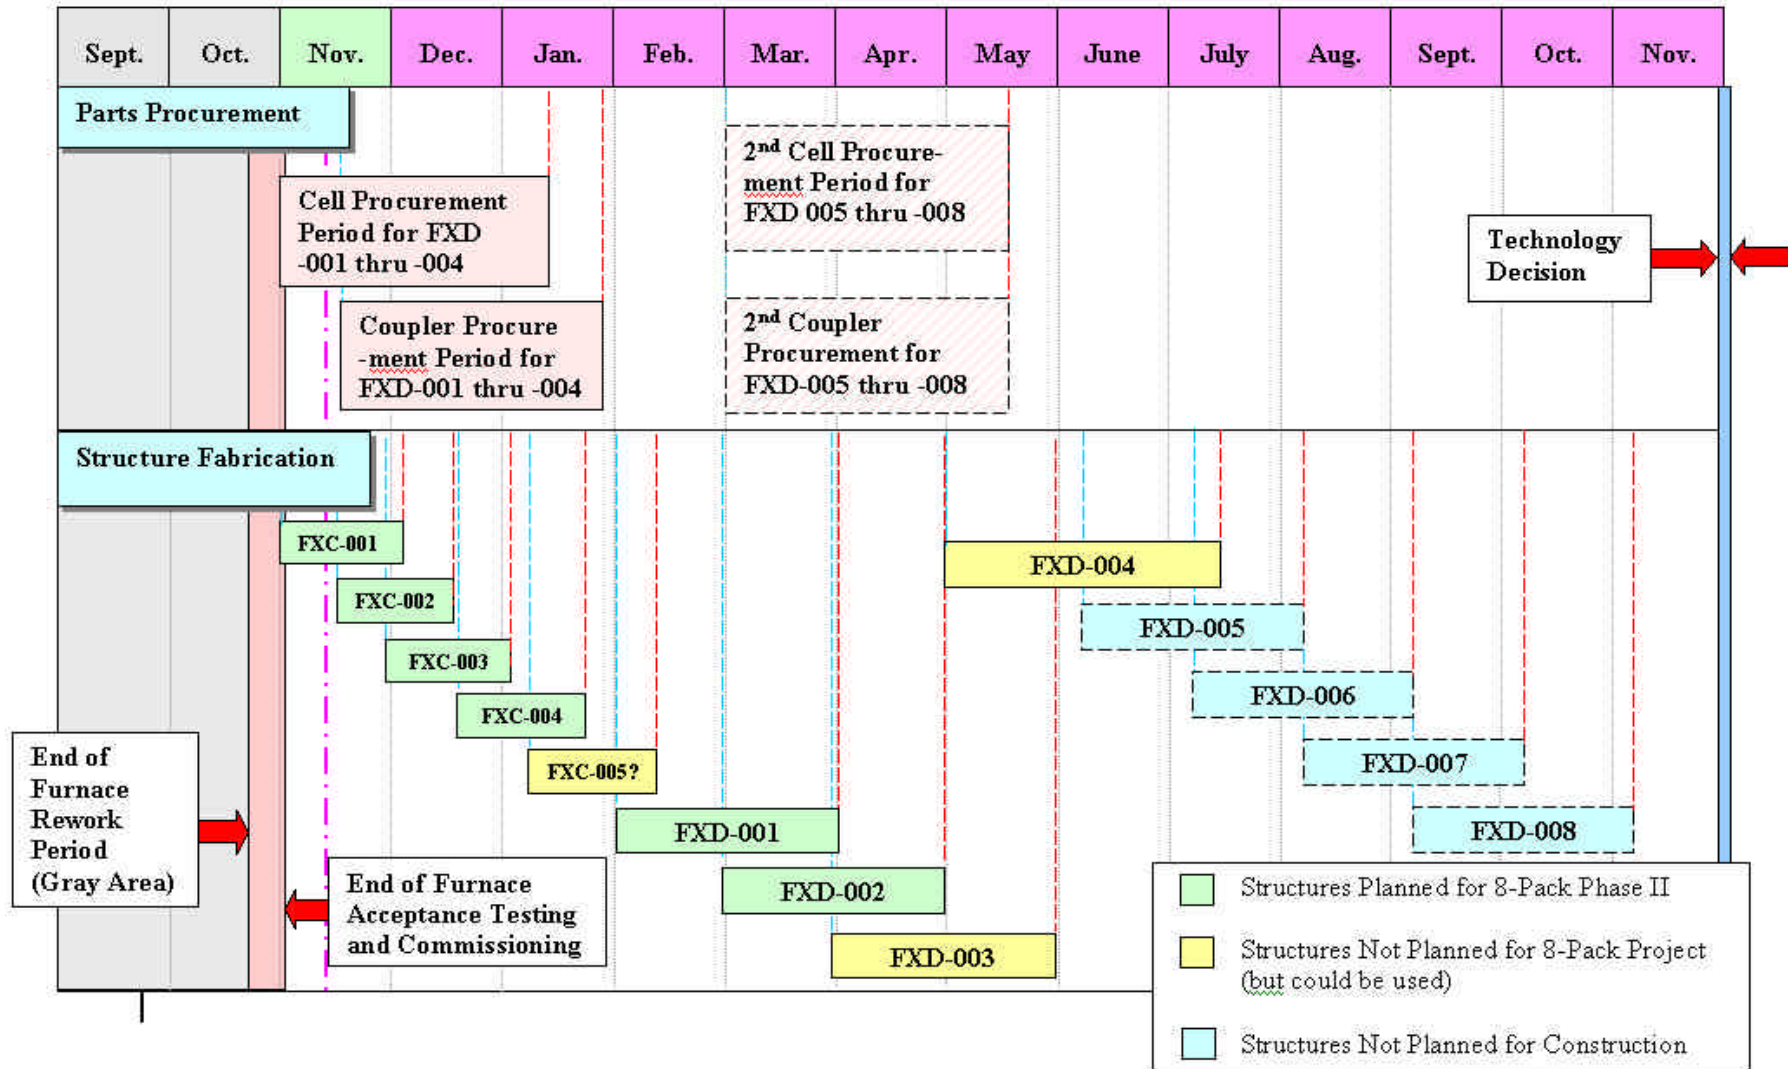 Sept. Oct. Nov. Dec. Jan. Feb. Mar. Apr. May June July Aug. Sept. Oct. Nov.
Parts Procurement
Cell Procurement
Period for FXD
-001 thru -004
Coupler Procure
-ment Period for
FXD-001 thru -004
2nd Cell Procure-
ment Period for
FXD 005 thru -008
2nd Coupler
Procurement for
FXD-005 thru -008
Technology
Decision
Structure Fabrication
FXC-001
FXC-002
FXC-003
FXC-004
FXC-005?
FXD-001
FXD-002
FXD-003
FXD-004
FXD-005
FXD-006
FXD-007
FXD-008
End of
Furnace
Rework
Period
(Gray Area)
End of Furnace
Acceptance Testing
and Commissioning
Structures Planned for 8-Pack Phase II
Structures Not Planned for 8-Pack Project
(but could be used)
Structures Not Planned for Construction